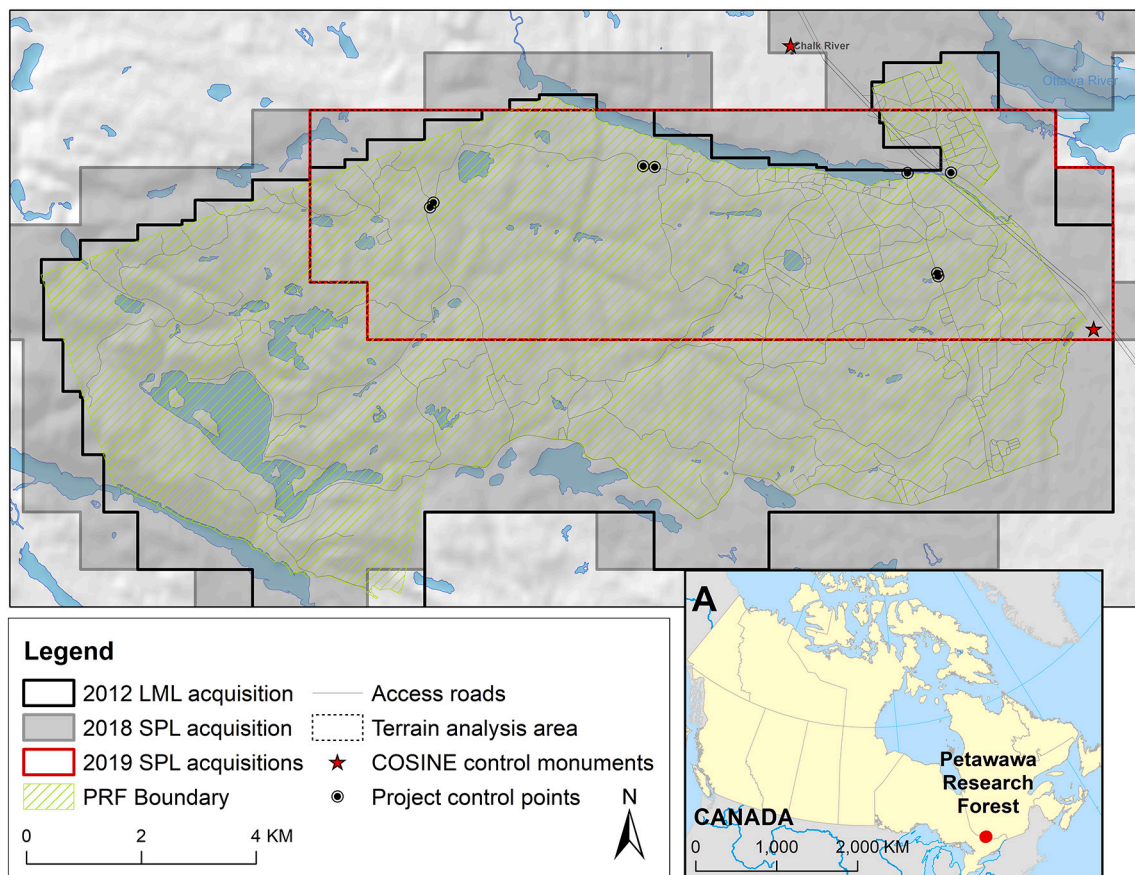 Chalk River
Ottawa River
Legend
2012 LML acquisition
2018 SPL acquisition
2019 SPL acquisitions
PRF Boundary
Access roads
Terrain analysis area
COSINE control monuments
Project control points
0 2 4 KM
N
A
Petawawa
Research
Forest
CANADA
0 1,000 2,000 KM